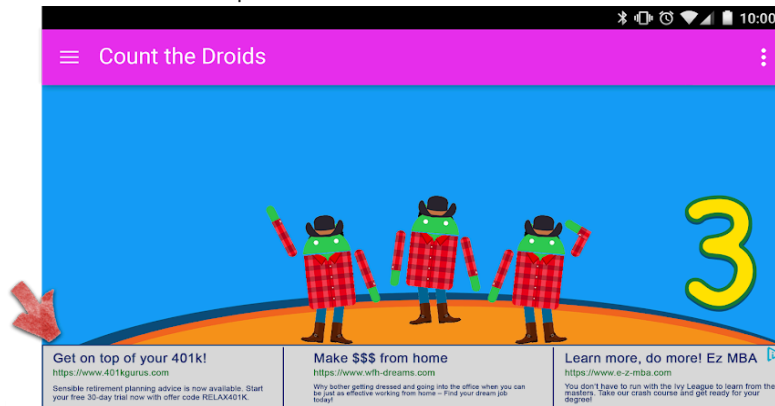 10:00
Count the Droids
3
Get on top of your 401k!
https://www.401kgurus.com
Sensible retirement planning advice is now available. Start
your free 30-day trial now with offer code RELAX401K.
Make $$$ from home
https://www.wfh-dreams.com
Why bother getting dressed and going into the office when you can
be just as effective working from home – Find your dream job
today!
Learn more, do more! Ez MBA
https://www.e-z-mba.com
You don't have to run with the Ivy League to learn from the
masters. Take our crash course and get ready for your
degree!